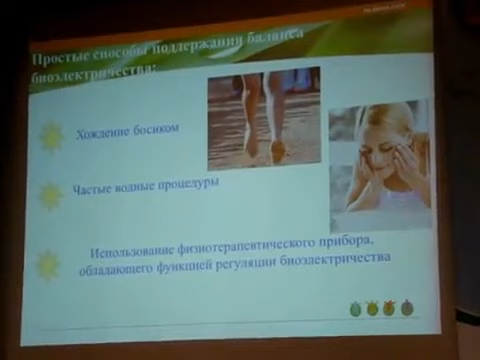 Простые способы поддержания баланса
биоэлектричества:
Хождение босиком
Частые водные процедуры
Использование физиотерапевтического прибора,
обладающего функцией регуляции биоэлектричества